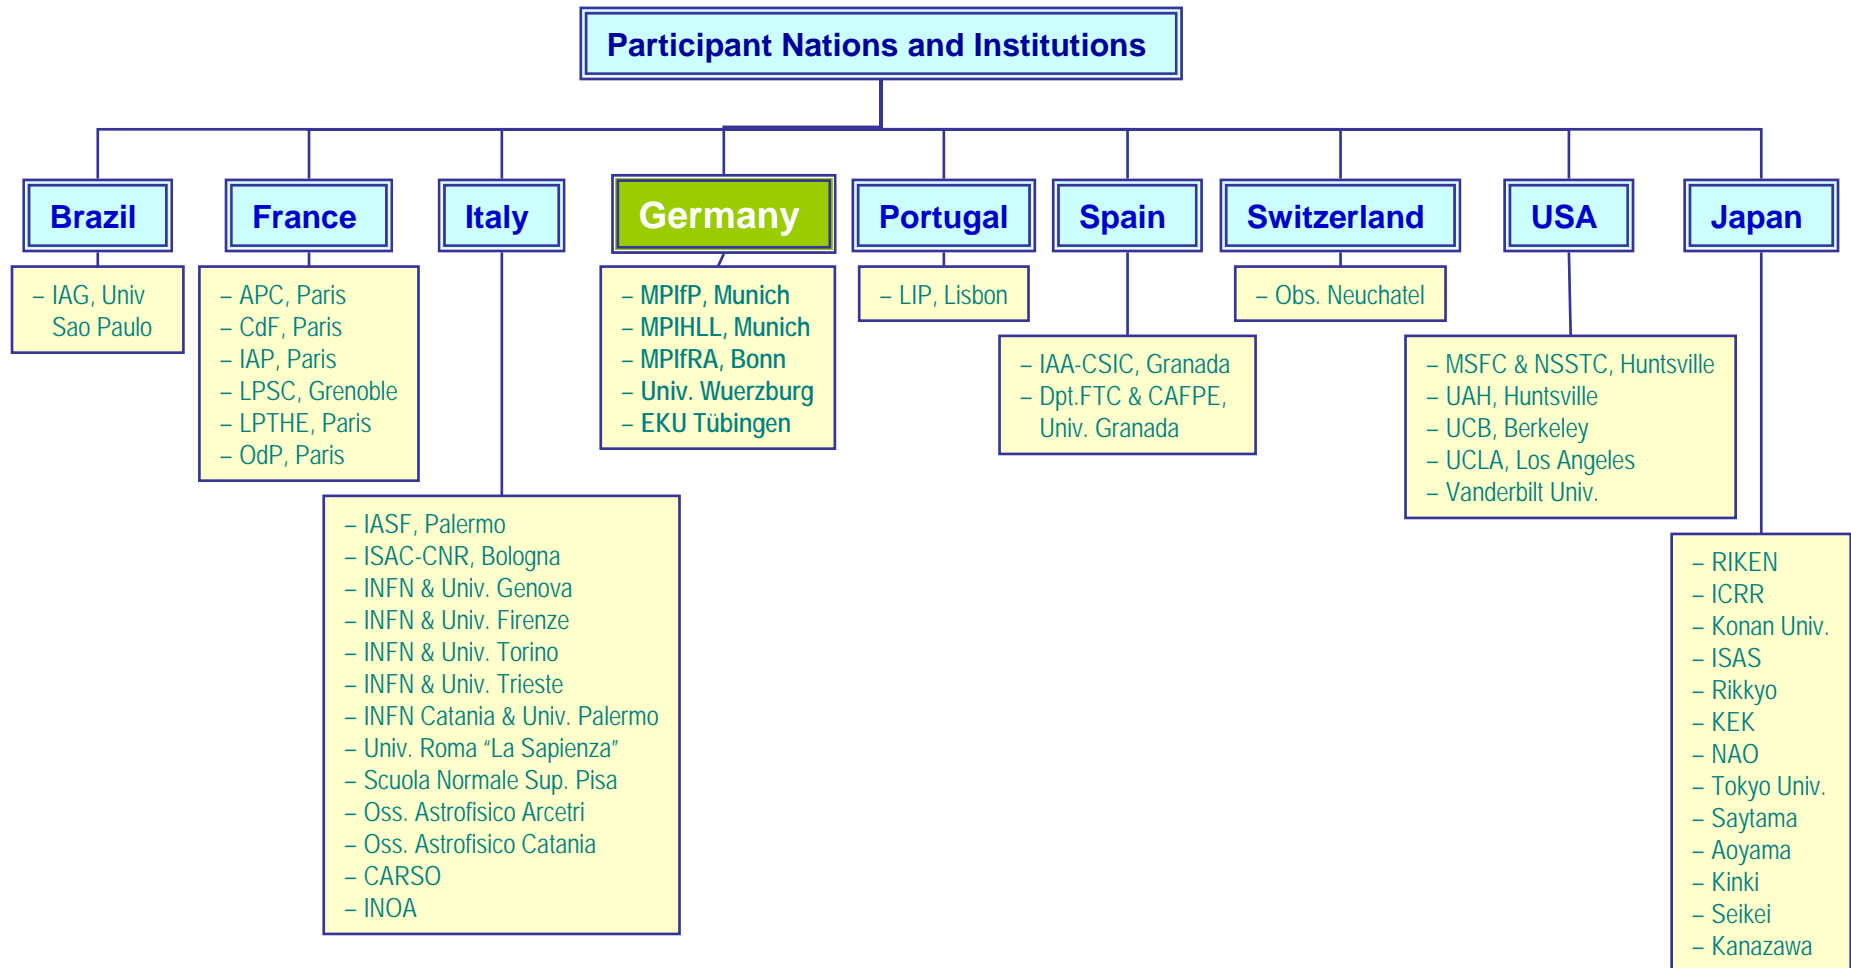 Participant Nations and Institutions
Brazil
– IAG, Univ
Sao Paulo
France
– APC, Paris
– CdF, Paris
– IAP, Paris
– LPSC, Grenoble
– LPTHE, Paris
– OdP, Paris
Italy
– IASF, Palermo
– ISAC-CNR, Bologna
– INFN & Univ. Genova
– INFN & Univ. Firenze
– INFN & Univ. Torino
– INFN & Univ. Trieste
– INFN Catania & Univ. Palermo
– Univ. Roma “La Sapienza”
– Scuola Normale Sup. Pisa
– Oss. Astrofisico Arcetri
– Oss. Astrofisico Catania
– CARSO
– INOA
Germany
– MPIfP, Munich
– MPIHLL, Munich
– MPIfRA, Bonn
– Univ. Wuerzburg
– EKU Tübingen
Portugal
– LIP, Lisbon
Spain
– IAA-CSIC, Granada
– Dpt.FTC & CAFPE,
Univ. Granada
Switzerland
– Obs. Neuchatel
USA
– MSFC & NSSTC, Huntsville
– UAH, Huntsville
– UCB, Berkeley
– UCLA, Los Angeles
– Vanderbilt Univ.
Japan
– RIKEN
– ICRR
– Konan Univ.
– ISAS
– Rikkyo
– KEK
– NAO
– Tokyo Univ.
– Saytama
– Aoyama
– Kinki
– Seikei
– Kanazawa